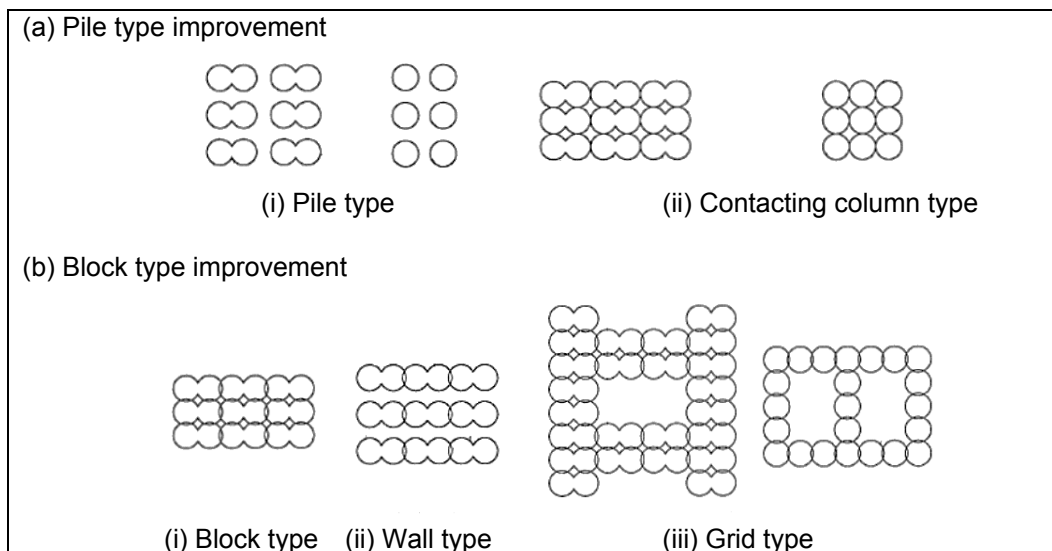 (a) Pile type improvement
(i) Pile type (ii) Contacting column type
(b) Block type improvement
(i) Block type (ii) Wall type (iii) Grid type